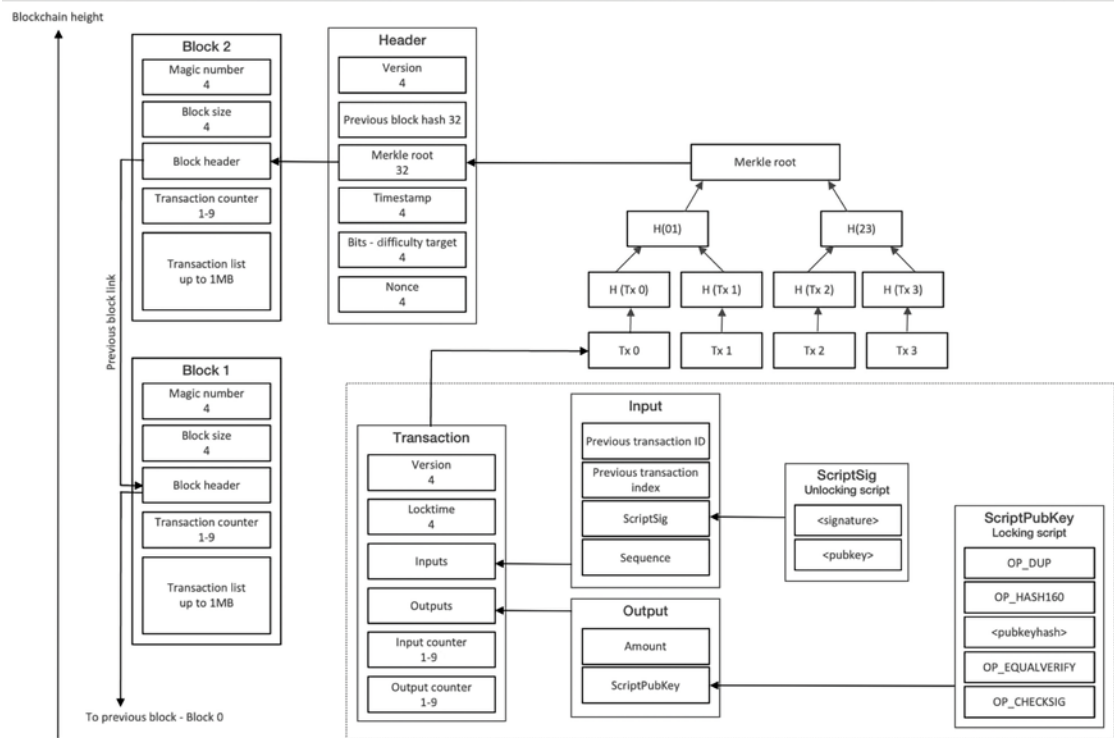 Blockchain height
Block 2
Magic number
4
Block size
4
Block header
Transaction counter
1-9
Transaction list
up to 1MB
Header
Version
4
Previous block hash 32
Merkle root
32
Timestamp
4
Bits - difficulty target
4
Nonce
4
Merkle root
H(01)
H(23)
H (Tx 0)
H (Tx 1)
H (Tx 2)
H (Tx 3)
Tx 0
Tx 1
Tx 2
Tx 3
Previous block link
Block 1
Magic number
4
Block size
4
Block header
Transaction counter
1-9
Transaction list
up to 1MB
To previous block - Block 0
Transaction
Version
4
Locktime
4
Inputs
Outputs
Input counter
1-9
Output counter
1-9
Input
Previous transaction ID
Previous transaction
index
ScriptSig
Sequence
Output
Amount
ScriptPubKey
ScriptSig
Unlocking script
<signature>
<pubkey>
ScriptPubKey
Locking script
OP_DUP
OP_HASH160
<pubkeyhash>
OP_EQUALVERIFY
OP_CHECKSIG